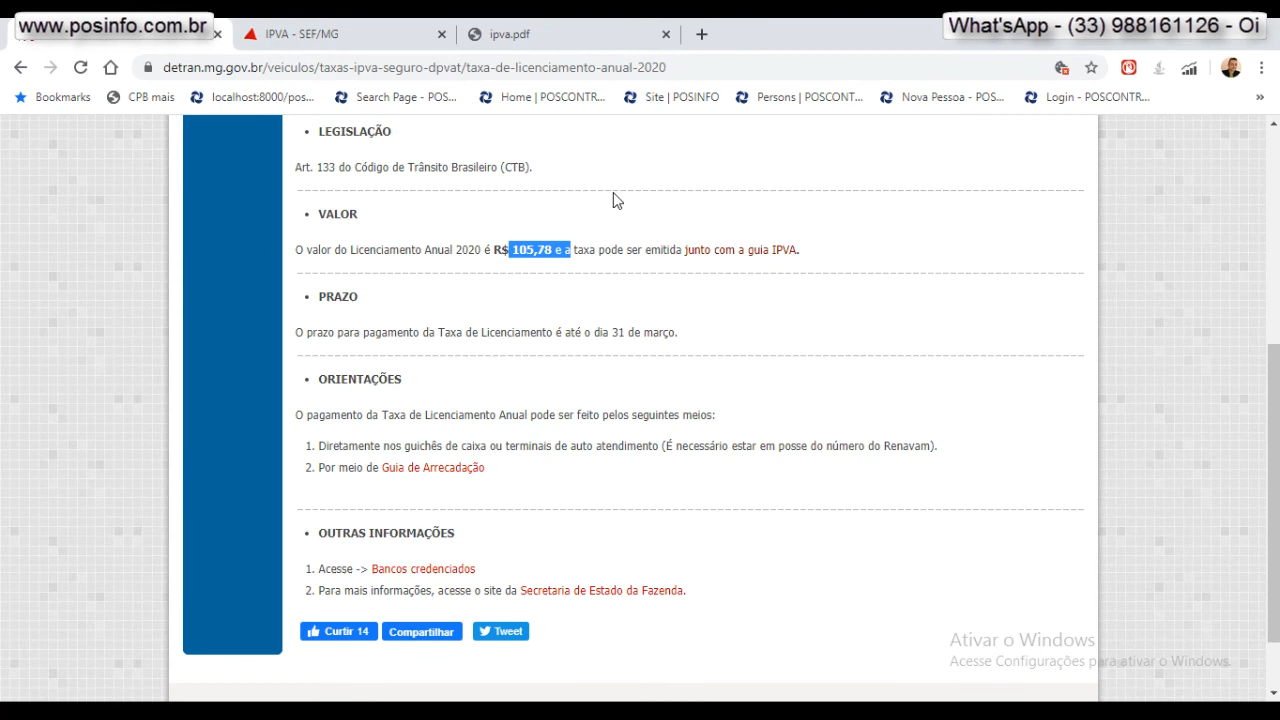 www.posinfo.com.br
What'sApp - (33) 988161126 - Oi
IPVA - SEF/MG
ipva.pdf
detran.mg.gov.br/veiculos/taxas-ipva-seguro-dpvat/taxa-de-licenciamento-anual-2020
Bookmarks
CPB mais
localhost:8000/pos...
Search Page - POS...
Home | POSCONTR...
Site | POSINFO
Persons | POSCONT...
Nova Pessoa - POS...
Login - POSCONTR...
»
• LEGISLAÇÃO
Art. 133 do Código de Trânsito Brasileiro (CTB).
• VALOR
O valor do Licenciamento Anual 2020 é R$ 105,78 e a taxa pode ser emitida junto com a guia IPVA.
• PRAZO
O prazo para pagamento da Taxa de Licenciamento é até o dia 31 de março.
• ORIENTAÇÕES
O pagamento da Taxa de Licenciamento Anual pode ser feito pelos seguintes meios:
1. Diretamente nos guichês de caixa ou terminais de auto atendimento (É necessário estar em posse do número do Renavam).
2. Por meio de Guia de Arrecadação
• OUTRAS INFORMAÇÕES
1. Acesse -> Bancos credenciados
2. Para mais informações, acesse o site da Secretaria de Estado da Fazenda.
Curtir 14
Compartilhar
Tweet
Ativar o Windows
Acesse Configurações para ativar o Windows.